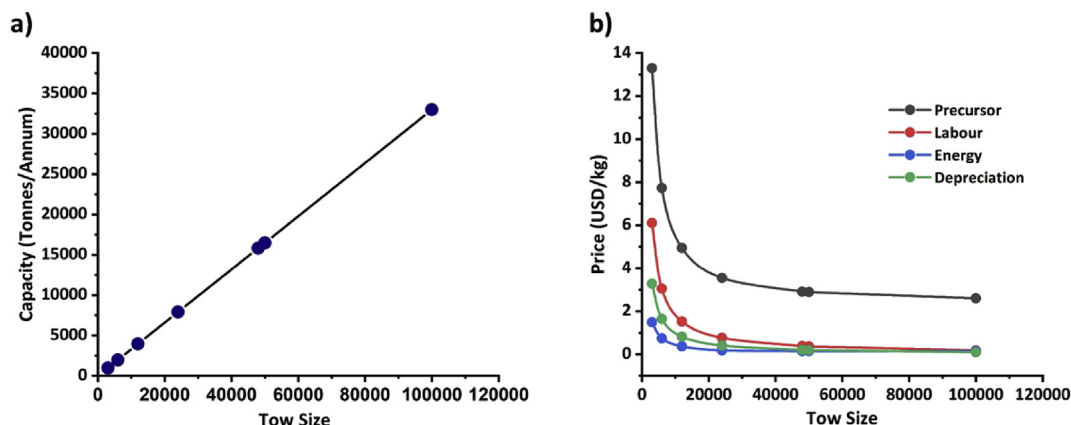 a)
40000
35000
30000
25000
20000
15000
10000
5000
0
Capacity (Tonnes/Annum)
0 20000 40000 60000 80000 100000 120000
Tow Size
b)
14
12
10
8
6
4
2
0
Price (USD/kg)
Precursor
Labour
Energy
Depreciation
0 20000 40000 60000 80000 100000 120000
Tow Size